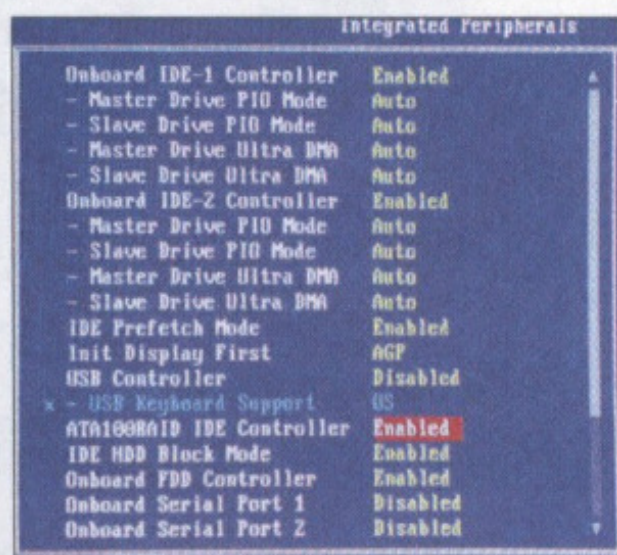 Integrated Peripherals
Onboard IDE-1 Controller Enabled
- Master Drive PIO Mode Auto
- Slave Drive PIO Mode Auto
- Master Drive Ultra DMA Auto
- Slave Drive Ultra DMA Auto
Onboard IDE-2 Controller Enabled
- Master Drive PIO Mode Auto
- Slave Drive PIO Mode Auto
- Master Drive Ultra DMA Auto
- Slave Drive Ultra DMA Auto
IDE Prefetch Mode Enabled
Init Display First AGP
USB Controller Disabled
x - USB Keyboard Support OS
ATA100RAID IDE Controller Enabled
IDE HDD Block Mode Enabled
Onboard FDD Controller Enabled
Onboard Serial Port 1 Disabled
Onboard Serial Port 2 Disabled